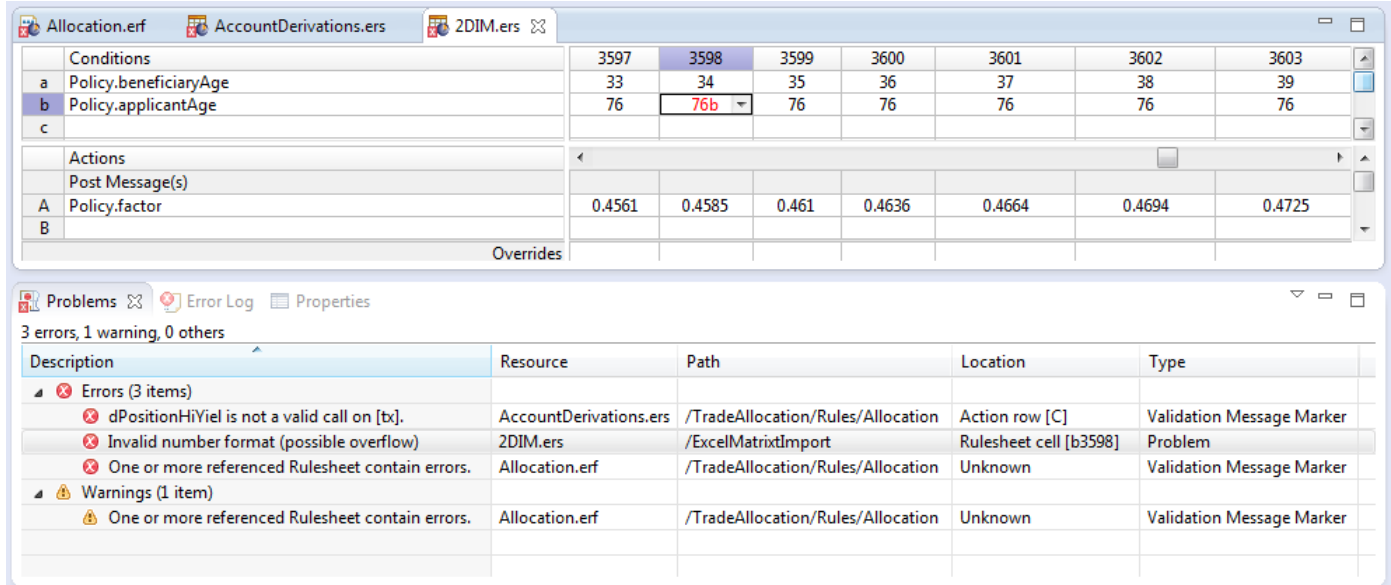 Allocation.erf AccountDerivations.ers 2DIM.ers
Conditions 3597 3598 3599 3600 3601 3602 3603
a Policy.beneficiaryAge 33 34 35 36 37 38 39
b Policy.applicantAge 76 76b 76 76 76 76 76
c
Actions
Post Message(s)
A Policy.factor 0.4561 0.4585 0.461 0.4636 0.4664 0.4694 0.4725
B
Overrides
Problems Error Log Properties
3 errors, 1 warning, 0 others
Description Resource Path Location Type
Errors (3 items)
dPositionHiYiel is not a valid call on [tx]. AccountDerivations.ers /TradeAllocation/Rules/Allocation Action row [C] Validation Message Marker
Invalid number format (possible overflow) 2DIM.ers /ExcelMatrixtImport Rulesheet cell [b3598] Problem
One or more referenced Rulesheet contain errors. Allocation.erf /TradeAllocation/Rules/Allocation Unknown Validation Message Marker
Warnings (1 item)
One or more referenced Rulesheet contain errors. Allocation.erf /TradeAllocation/Rules/Allocation Unknown Validation Message Marker